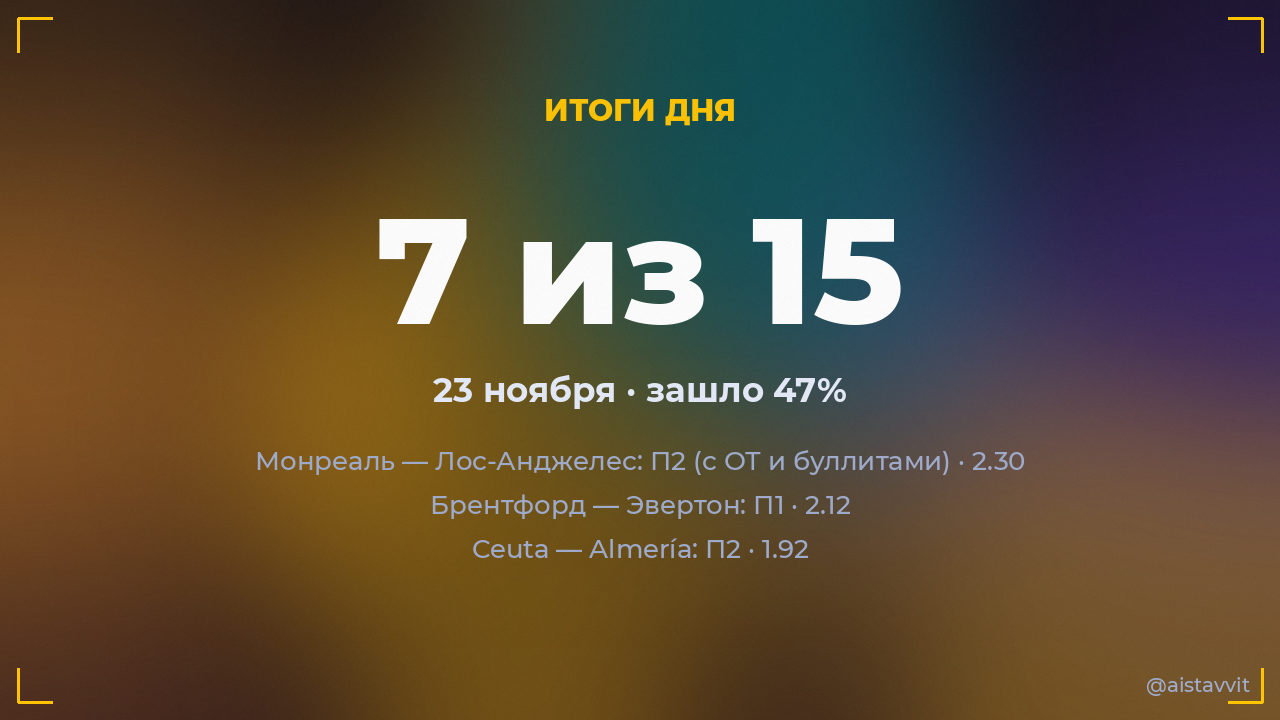 ИТОГИ ДНЯ
7 из 15
23 ноября · зашло 47%
Монреаль — Лос-Анджелес: П2 (с ОТ и буллитами) · 2.30
Брентфорд — Эвертон: П1 · 2.12
Ceuta — Almería: П2 · 1.92
@aistavvit